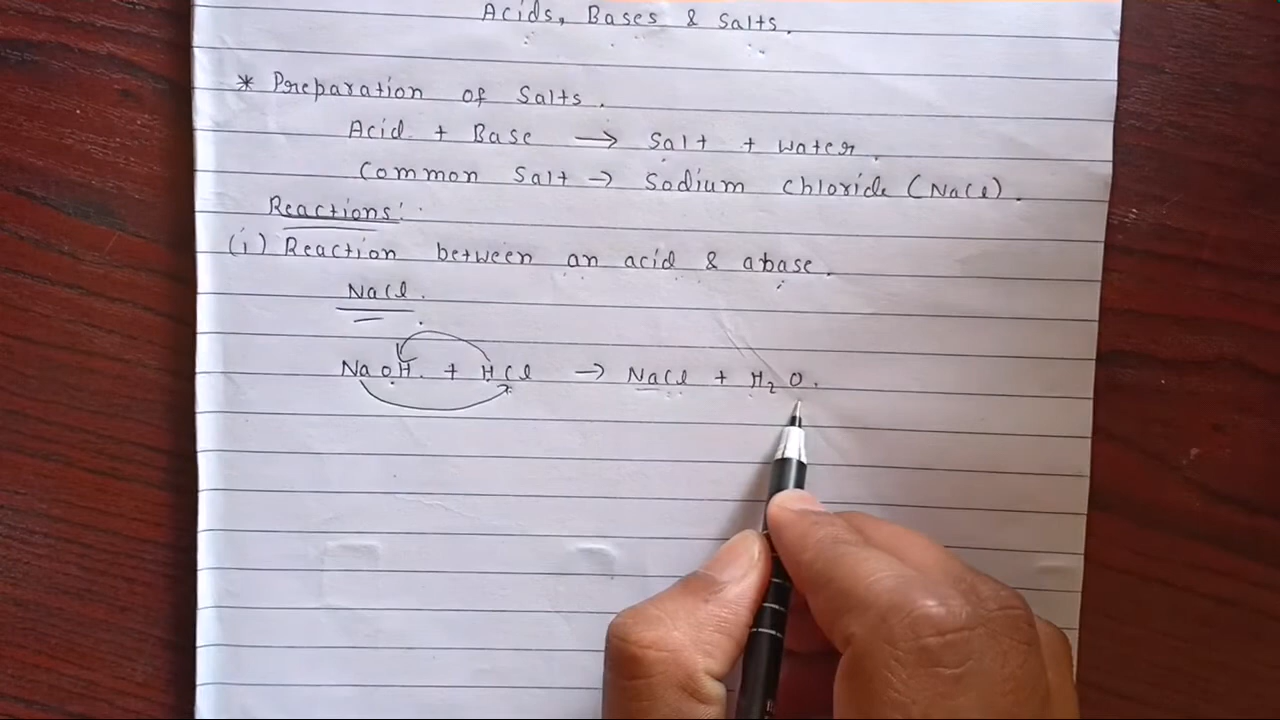 Acids, Bases & Salts.
* Preparation of Salts.
Acid + Base → Salt + water.
Common Salt → Sodium Chloride (NaCl).
Reactions:
(i) Reaction between an acid & a base.
NaCl.
NaOH + HCl → NaCl + H₂O.